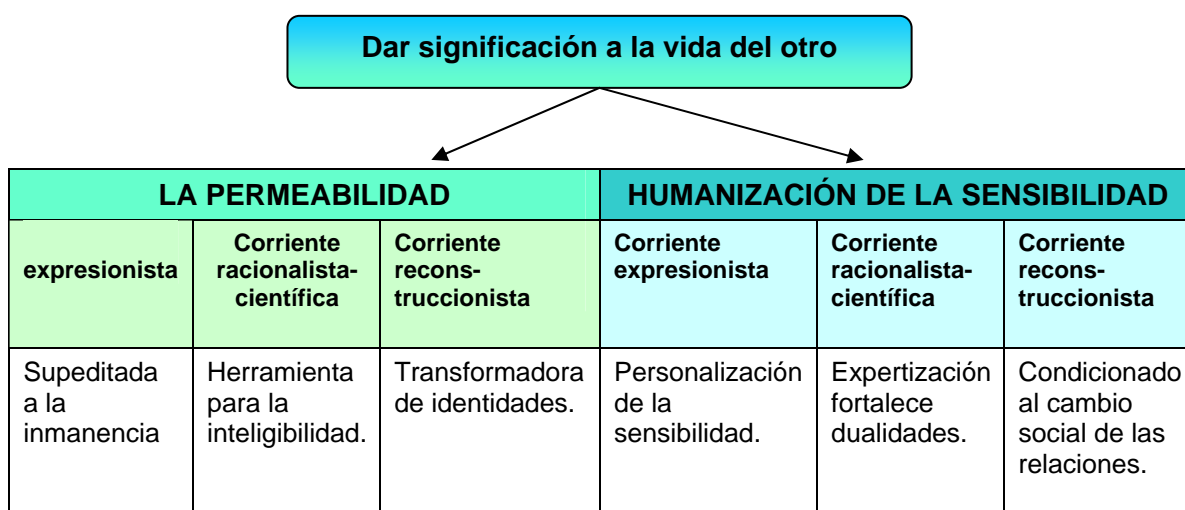 Dar significación a la vida del otro
LA PERMEABILIDAD
HUMANIZACIÓN DE LA SENSIBILIDAD
expresionista
Corriente
racionalista-
científica
Corriente
recons-
truccionista
Corriente
expresionista
Corriente
racionalista-
científica
Corriente
recons-
truccionista
Supeditada
a la
inmanencia
Herramienta
para la
inteligibilidad.
Transformadora
de identidades.
Personalización
de la
sensibilidad.
Expertización
fortalece
dualidades.
Condicionado
al cambio
social de las
relaciones.